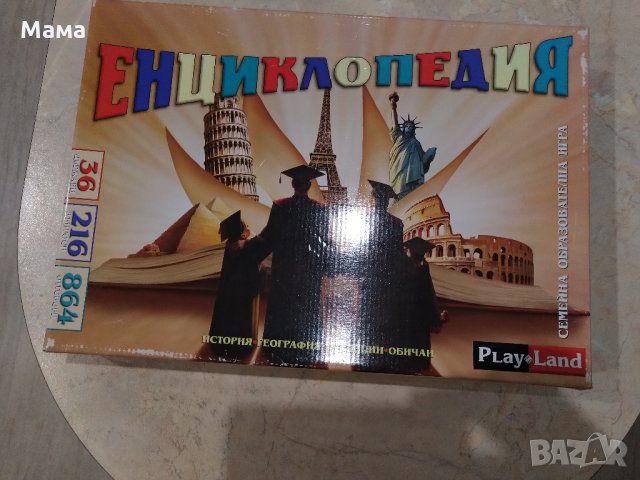 Мама
ЕНЦИКЛОПЕДИЯ
36
216
864
СЕМЕЙНА ОБРАЗОВАТЕЛНА ИГРА
ИСТОРИЯ ГЕОГРАФИЯ ОБИЧАИ
PLAY LAND
BAZAR